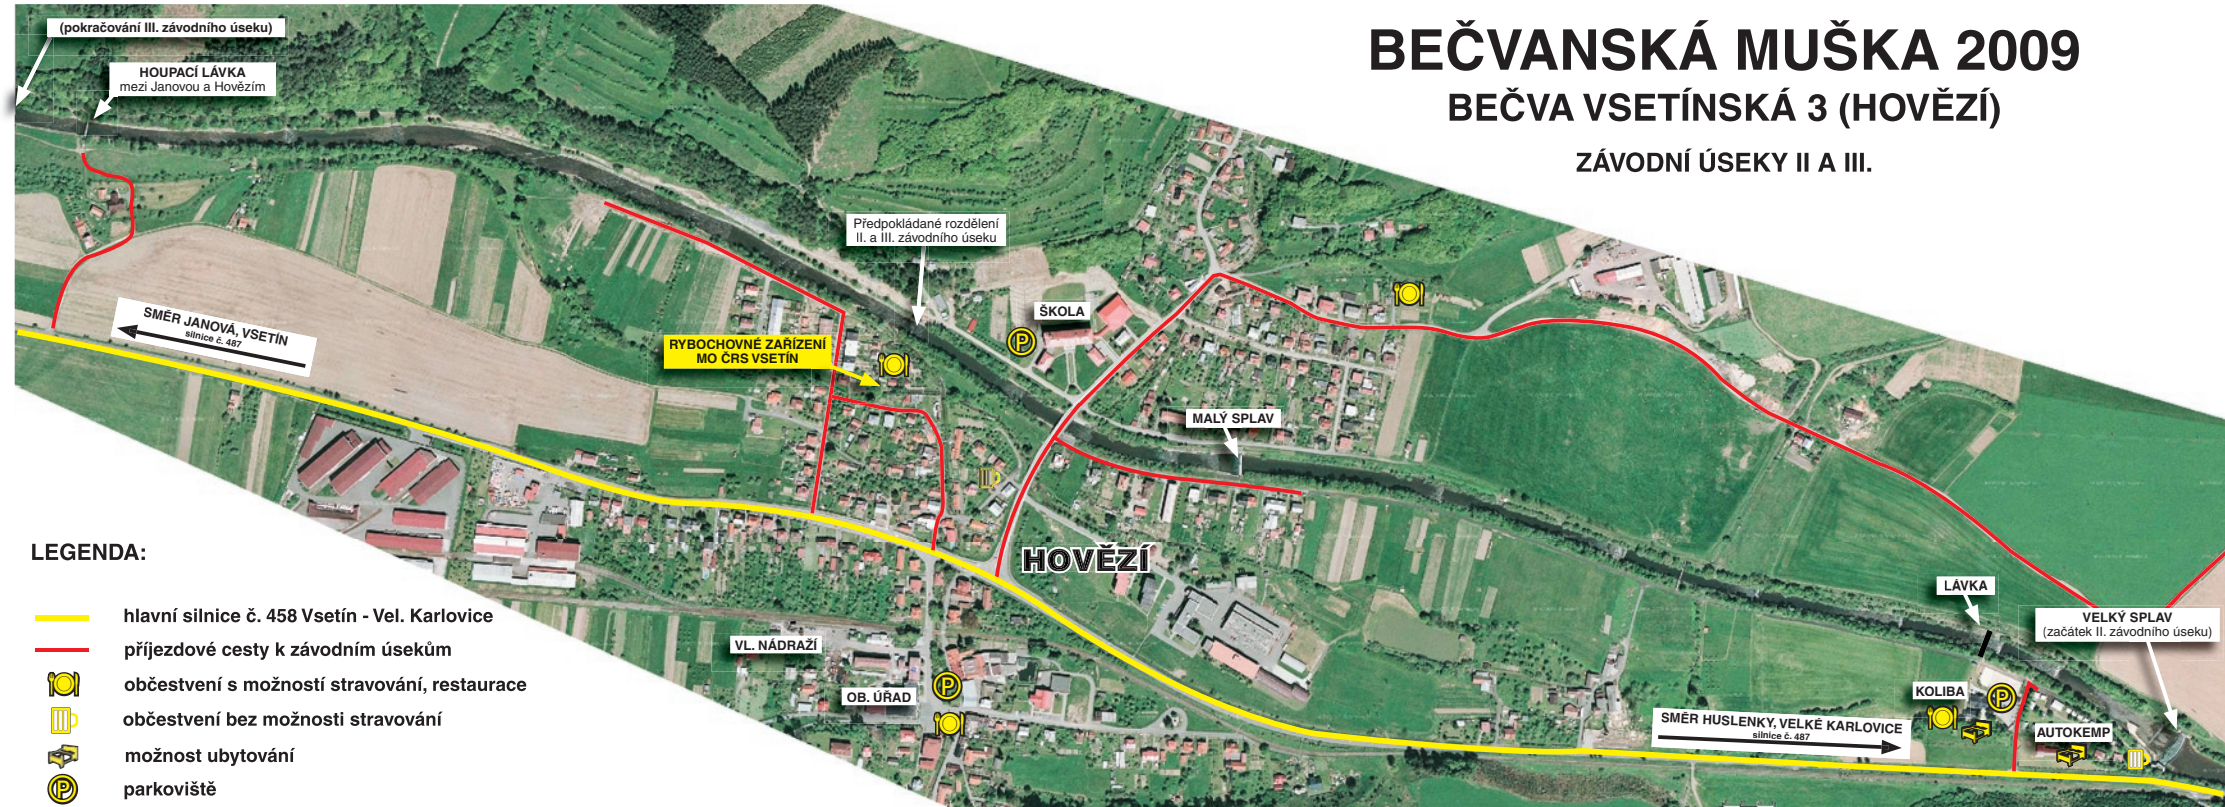 BEČVANSKÁ MUŠKA 2009
BEČVA VSETÍNSKÁ 3 (HOVĚZÍ)
ZÁVODNÍ ÚSEKY II A III.
(pokračování III. závodního úseku)
HOUPACÍ LÁVKA
mezi Janovou a Hovězím
Předpokládané rozdělení
II. a III. závodního úseku
SMĚR JANOVÁ, VSETÍN
silnice č. 487
RYBOCHOVNÉ ZAŘÍZENÍ
MO ČRS VSETÍN
ŠKOLA
P
MALÝ SPLAV
HOVĚZÍ
VL. NÁDRAŽÍ
OB. ÚŘAD
P
LÁVKA
VELKÝ SPLAV
(začátek II. závodního úseku)
KOLIBA
P
SMĚR HUSLENKY, VELKÉ KARLOVICE
silnice č. 487
AUTOKEMP
LEGENDA:
hlavní silnice č. 458 Vsetín - Vel. Karlovice
příjezdové cesty k závodním úsekům
občestvení s možností stravování, restaurace
občestvení bez možnosti stravování
možnost ubytování
P parkoviště